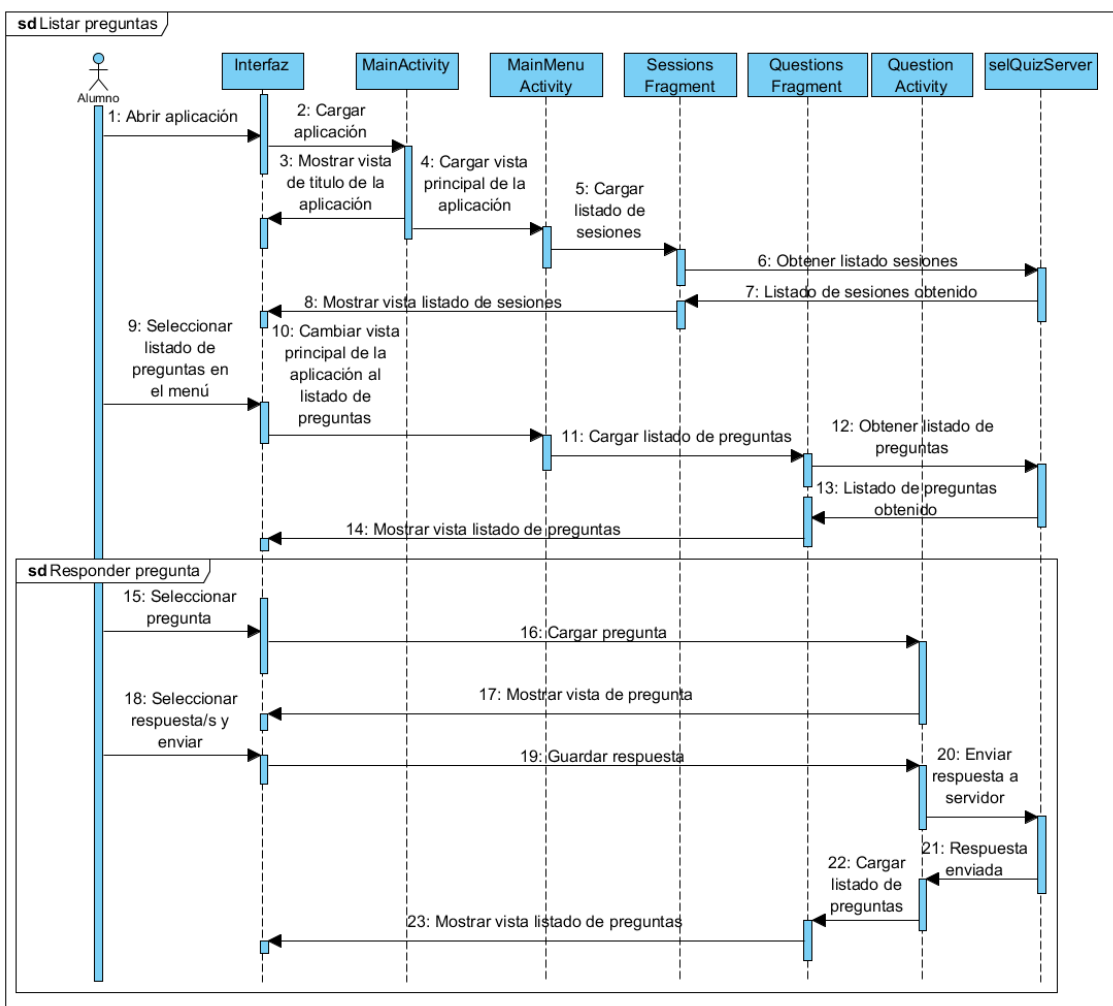 sd Listar preguntas
Alumno
Interfaz
MainActivity
MainMenu
Activity
Sessions
Fragment
Questions
Fragment
Question
Activity
selQuizServer
1: Abrir aplicación
2: Cargar
aplicación
3: Mostrar vista
de titulo de la
aplicación
4: Cargar vista
principal de la
aplicación
5: Cargar
listado de
sesiones
6: Obtener listado sesiones
7: Listado de sesiones obtenido
8: Mostrar vista listado de sesiones
9: Seleccionar
listado de
preguntas en
el menú
10: Cambiar vista
principal de la
aplicación al
listado de
preguntas
11: Cargar listado de preguntas
12: Obtener listado de
preguntas
13: Listado de preguntas
obtenido
14: Mostrar vista listado de preguntas
sd Responder pregunta
15: Seleccionar
pregunta
16: Cargar pregunta
17: Mostrar vista de pregunta
18: Seleccionar
respuesta/s y
enviar
19: Guardar respuesta
20: Enviar
respuesta a
servidor
21: Respuesta
enviada
22: Cargar
listado de
preguntas
23: Mostrar vista listado de preguntas